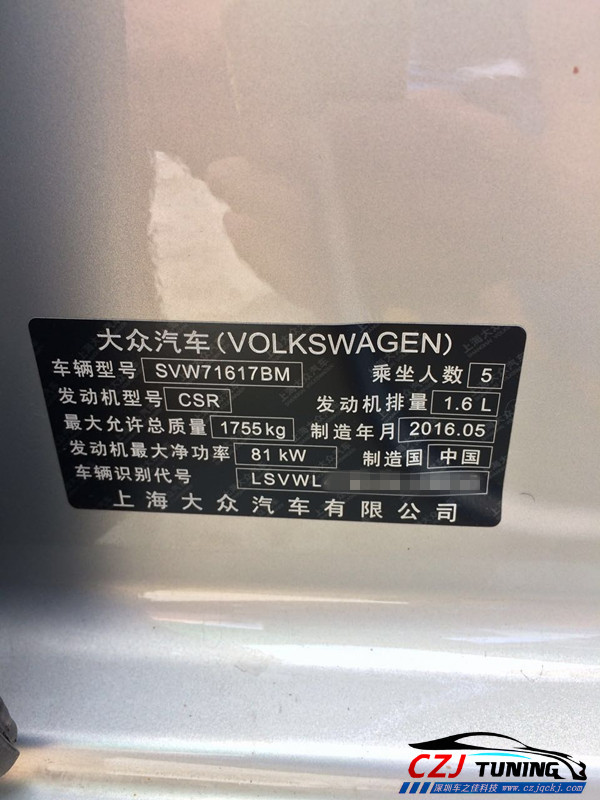 大众汽车(VOLKSWAGEN)
车辆型号 SVW71617BM 乘坐人数 5
发动机型号 CSR 发动机排量 1.6 L
最大允许总质量 1755kg 制造年月 2016.05
发动机最大净功率 81 kW 制造国 中国
车辆识别代号 LSVWL
上海大众汽车有限公司
CZJ TUNING
深圳车之佳科技 www.czjqckj.com